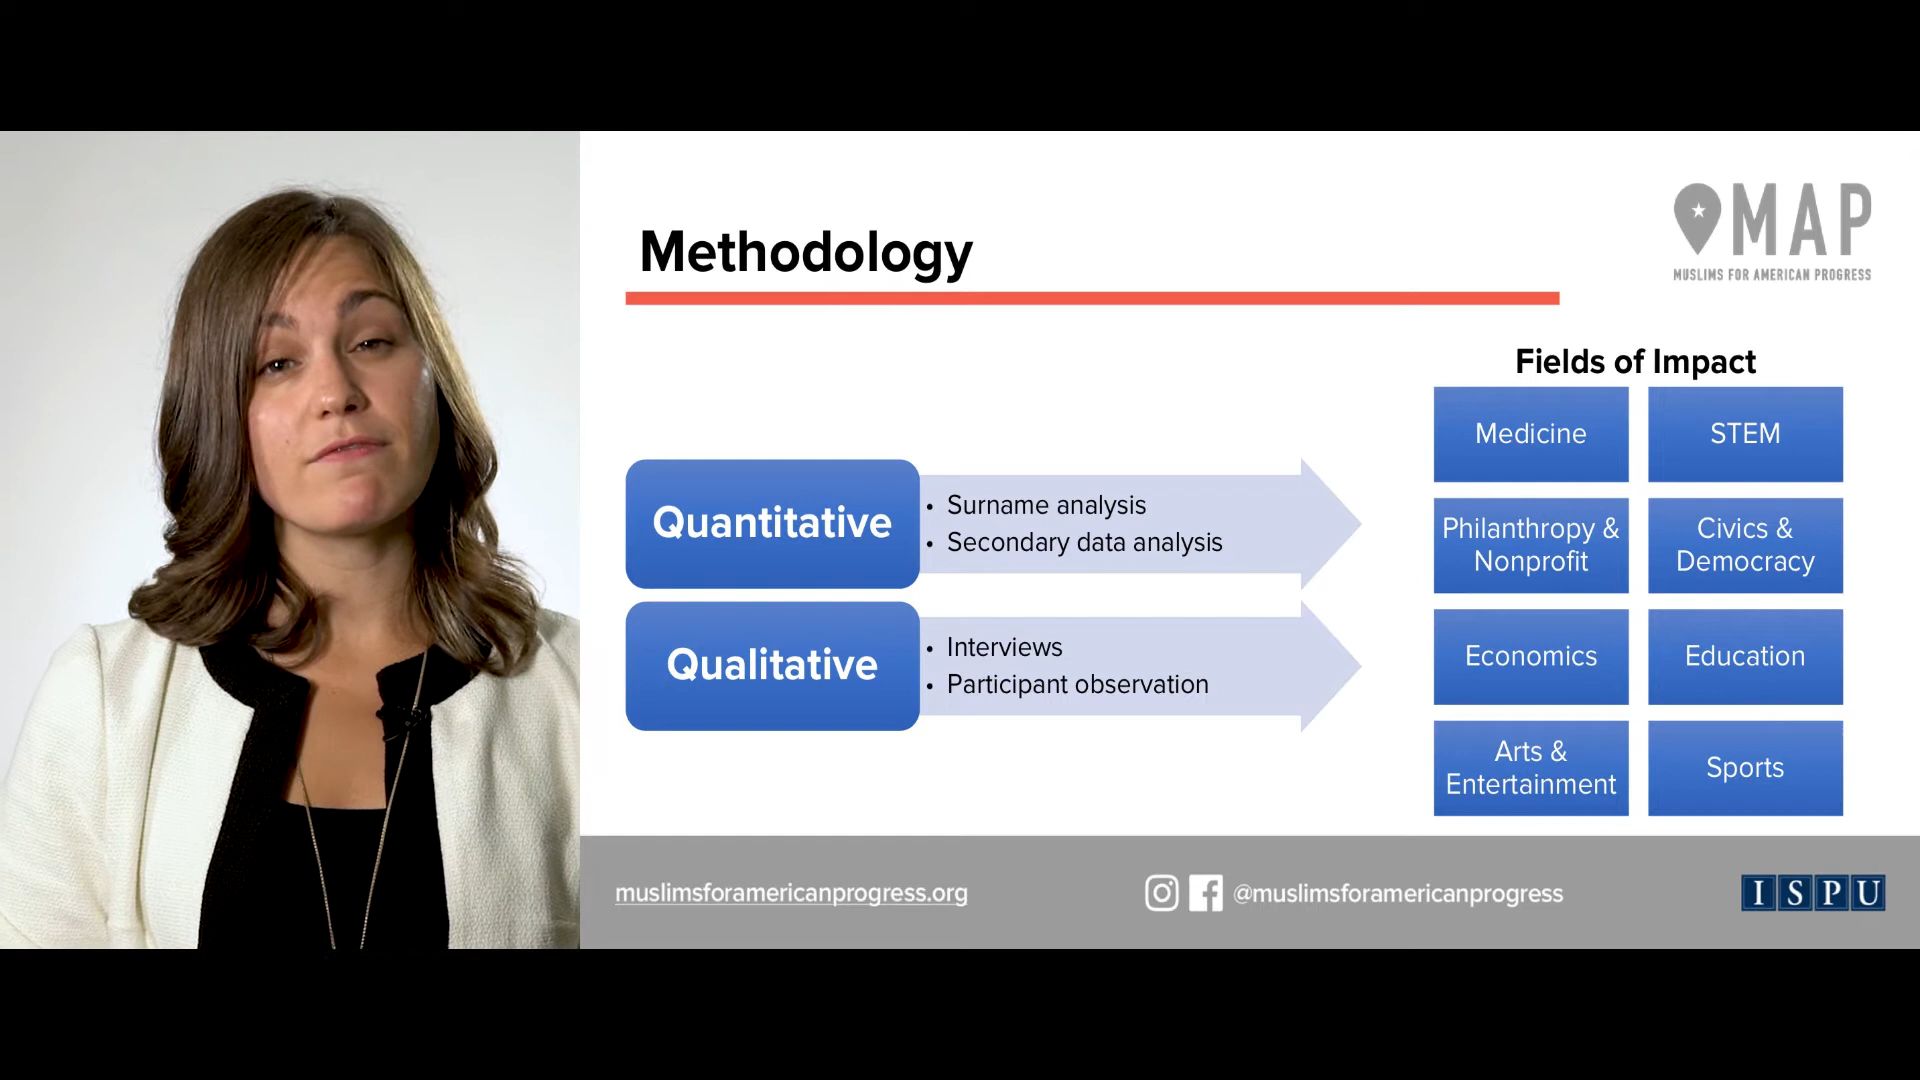 MAP
MUSLIMS FOR AMERICAN PROGRESS
Methodology
Fields of Impact
Quantitative
• Surname analysis
• Secondary data analysis
Qualitative
• Interviews
• Participant observation
Medicine
STEM
Philanthropy &
Nonprofit
Civics &
Democracy
Economics
Education
Arts &
Entertainment
Sports
muslimsforamericanprogress.org
@muslimsforamericanprogress
ISPU